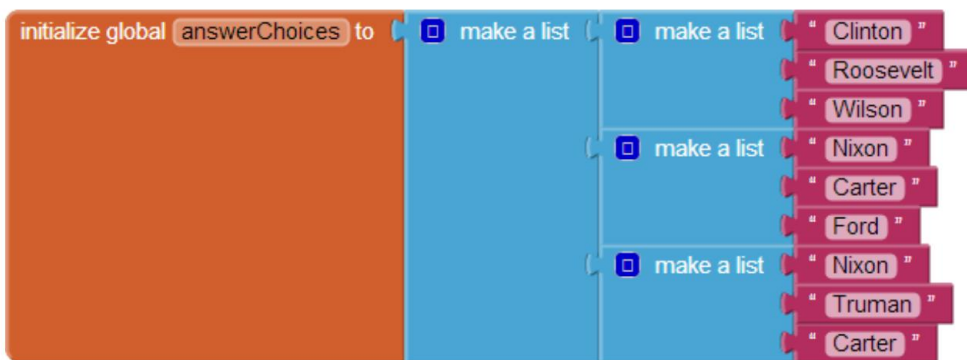 initialize global answerChoices to make a list make a list " Clinton "
" Roosevelt "
" Wilson "
make a list " Nixon "
" Carter "
" Ford "
make a list " Nixon "
" Truman "
" Carter "